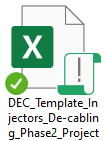 X
DEC_Template_In
jectors_De-cablin
g_Phase2_Project